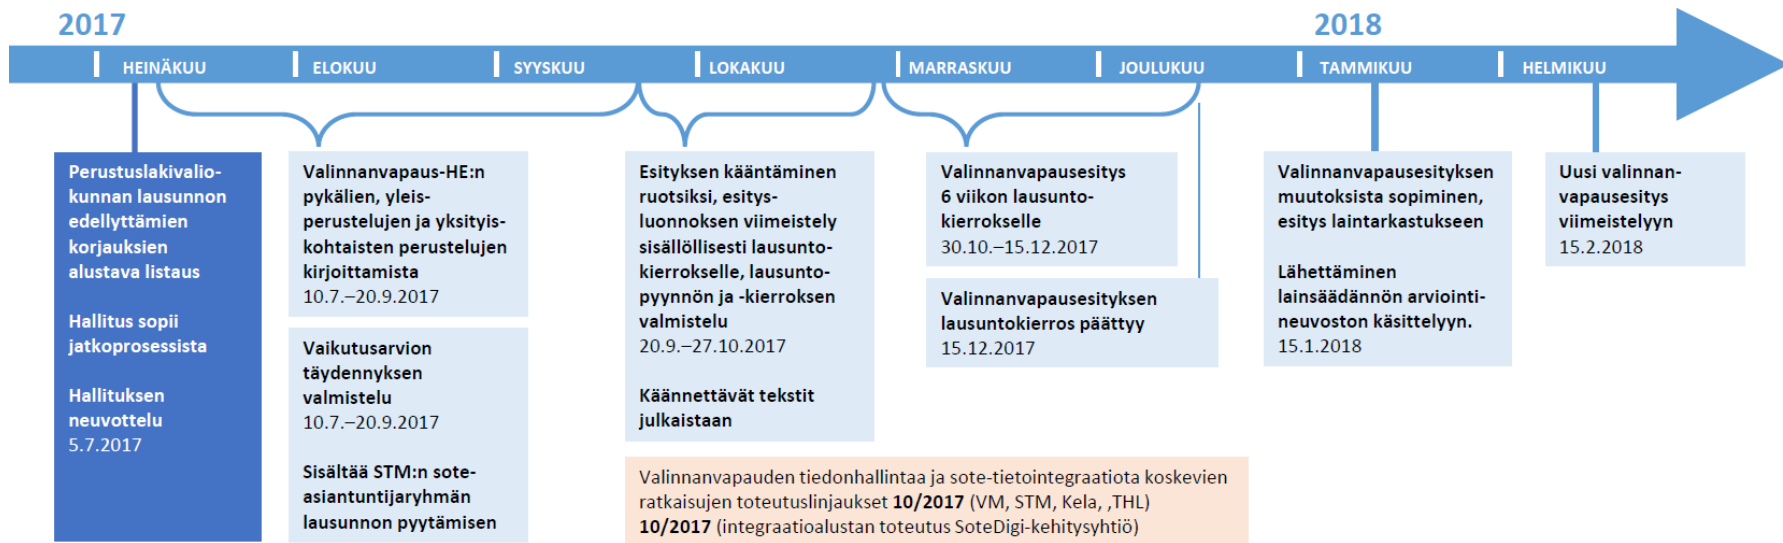 2017
2018
HEINÄKUU
ELOKUU
SYYSKUU
LOKAKUU
MARRASKUU
JOULUKUU
TAMMIKUU
HELMIKUU
Perustuslakivalio-
kunnan lausunnon
edellyttämien
korjauksien
alustava listaus
Hallitus sopii
jatkoprosessista
Hallituksen
neuvottelu
5.7.2017
Valinnanvapaus-HE:n
pykälien, yleis-
perustelujen ja yksityis-
kohtaisten perustelujen
kirjoittamista
10.7.–20.9.2017
Vaikutusarvion
täydennyksen
valmistelu
10.7.–20.9.2017
Sisältää STM:n sote-
asiantuntijaryhmän
lausunnon pyytämisen
Esityksen kääntäminen
ruotsiksi, esitys-
luonnoksen viimeistely
sisällöllisesti lausunto-
kierrokselle, lausunto-
pyynnön ja -kierroksen
valmistelu
20.9.–27.10.2017
Käännettävät tekstit
julkaistaan
Valinnanvapausesitys
6 viikon lausunto-
kierrokselle
30.10.–15.12.2017
Valinnanvapausesityksen
lausuntokierros päättyy
15.12.2017
Valinnanvapauden tiedonhallintaa ja sote-tietointegraatiota koskevien
ratkaisujen toteutuslinjaukset 10/2017 (VM, STM, Kela, ,THL)
10/2017 (integraatioalustan toteutus SoteDigi-kehitysyhtiö)
Valinnanvapausesityksen
muutoksista sopiminen,
esitys laintarkastukseen
Lähettäminen
lainsäädännön arviointi-
neuvoston käsittelyyn.
15.1.2018
Uusi valinnan-
vapausesitys
viimeistelyyn
15.2.2018